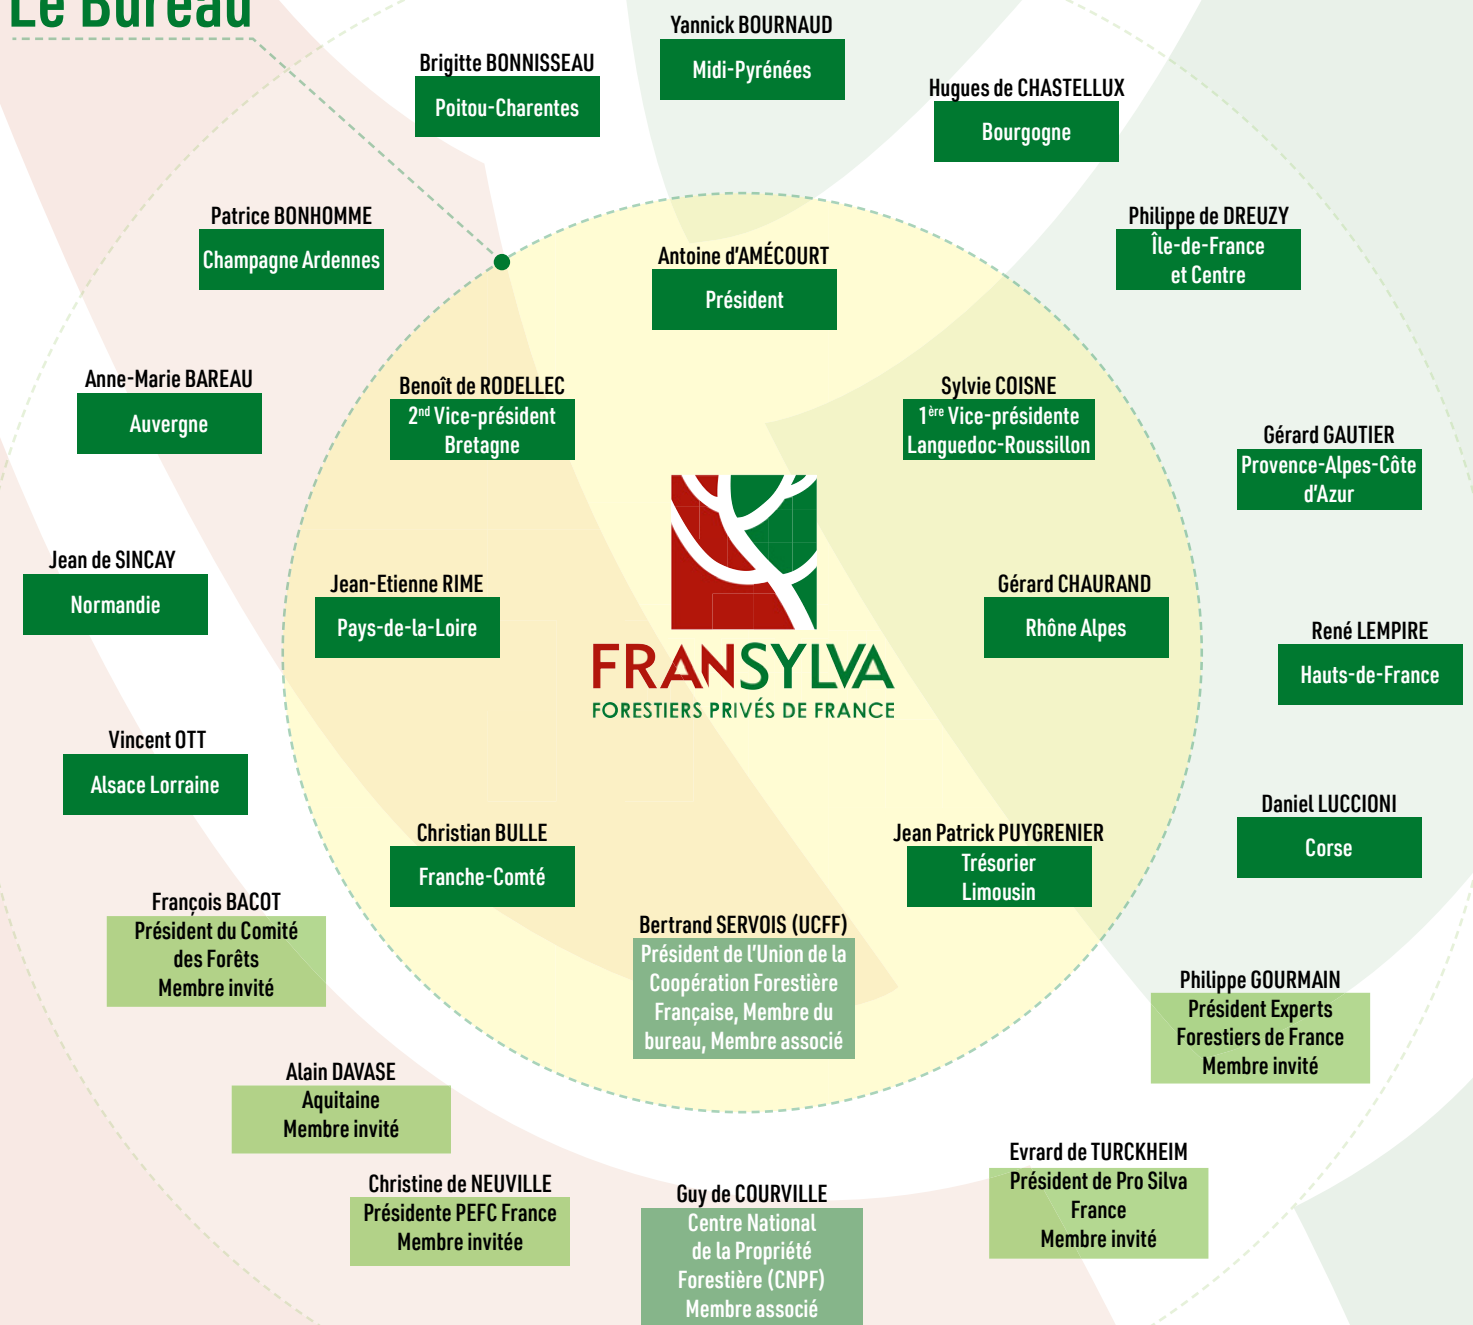 Le Bureau
Yannick BOURNAUD
Midi-Pyrénées
Brigitte BONNISSEAU
Poitou-Charentes
Hugues de CHASTELLUX
Bourgogne
Patrice BONHOMME
Champagne Ardennes
Antoine d'AMÉCOURT
Président
Philippe de DREUZY
Île-de-France
et Centre
Anne-Marie BAREAU
Auvergne
Benoît de RODELLEC
2nd Vice-président
Bretagne
Sylvie COISNE
1ère Vice-présidente
Languedoc-Roussillon
Gérard GAUTIER
Provence-Alpes-Côte
d'Azur
Jean de SINCAY
Normandie
Jean-Etienne RIME
Pays-de-la-Loire
Gérard CHAURAND
Rhône Alpes
René LEMPIRE
Hauts-de-France
FRANSYLVA
FORESTIERS PRIVÉS DE FRANCE
Vincent OTT
Alsace Lorraine
Christian BULLE
Franche-Comté
Jean Patrick PUYGRENIER
Trésorier
Limousin
Daniel LUCCIONI
Corse
François BACOT
Président du Comité
des Forêts
Membre invité
Bertrand SERVOIS (UCFF)
Président de l'Union de la
Coopération Forestière
Française, Membre du
bureau, Membre associé
Philippe GOURMAIN
Président Experts
Forestiers de France
Membre invité
Alain DAVASE
Aquitaine
Membre invité
Christine de NEUVILLE
Présidente PEFC France
Membre invitée
Guy de COURVILLE
Centre National
de la Propriété
Forestière (CNPF)
Membre associé
Evrard de TURCKHEIM
Président de Pro Silva
France
Membre invité